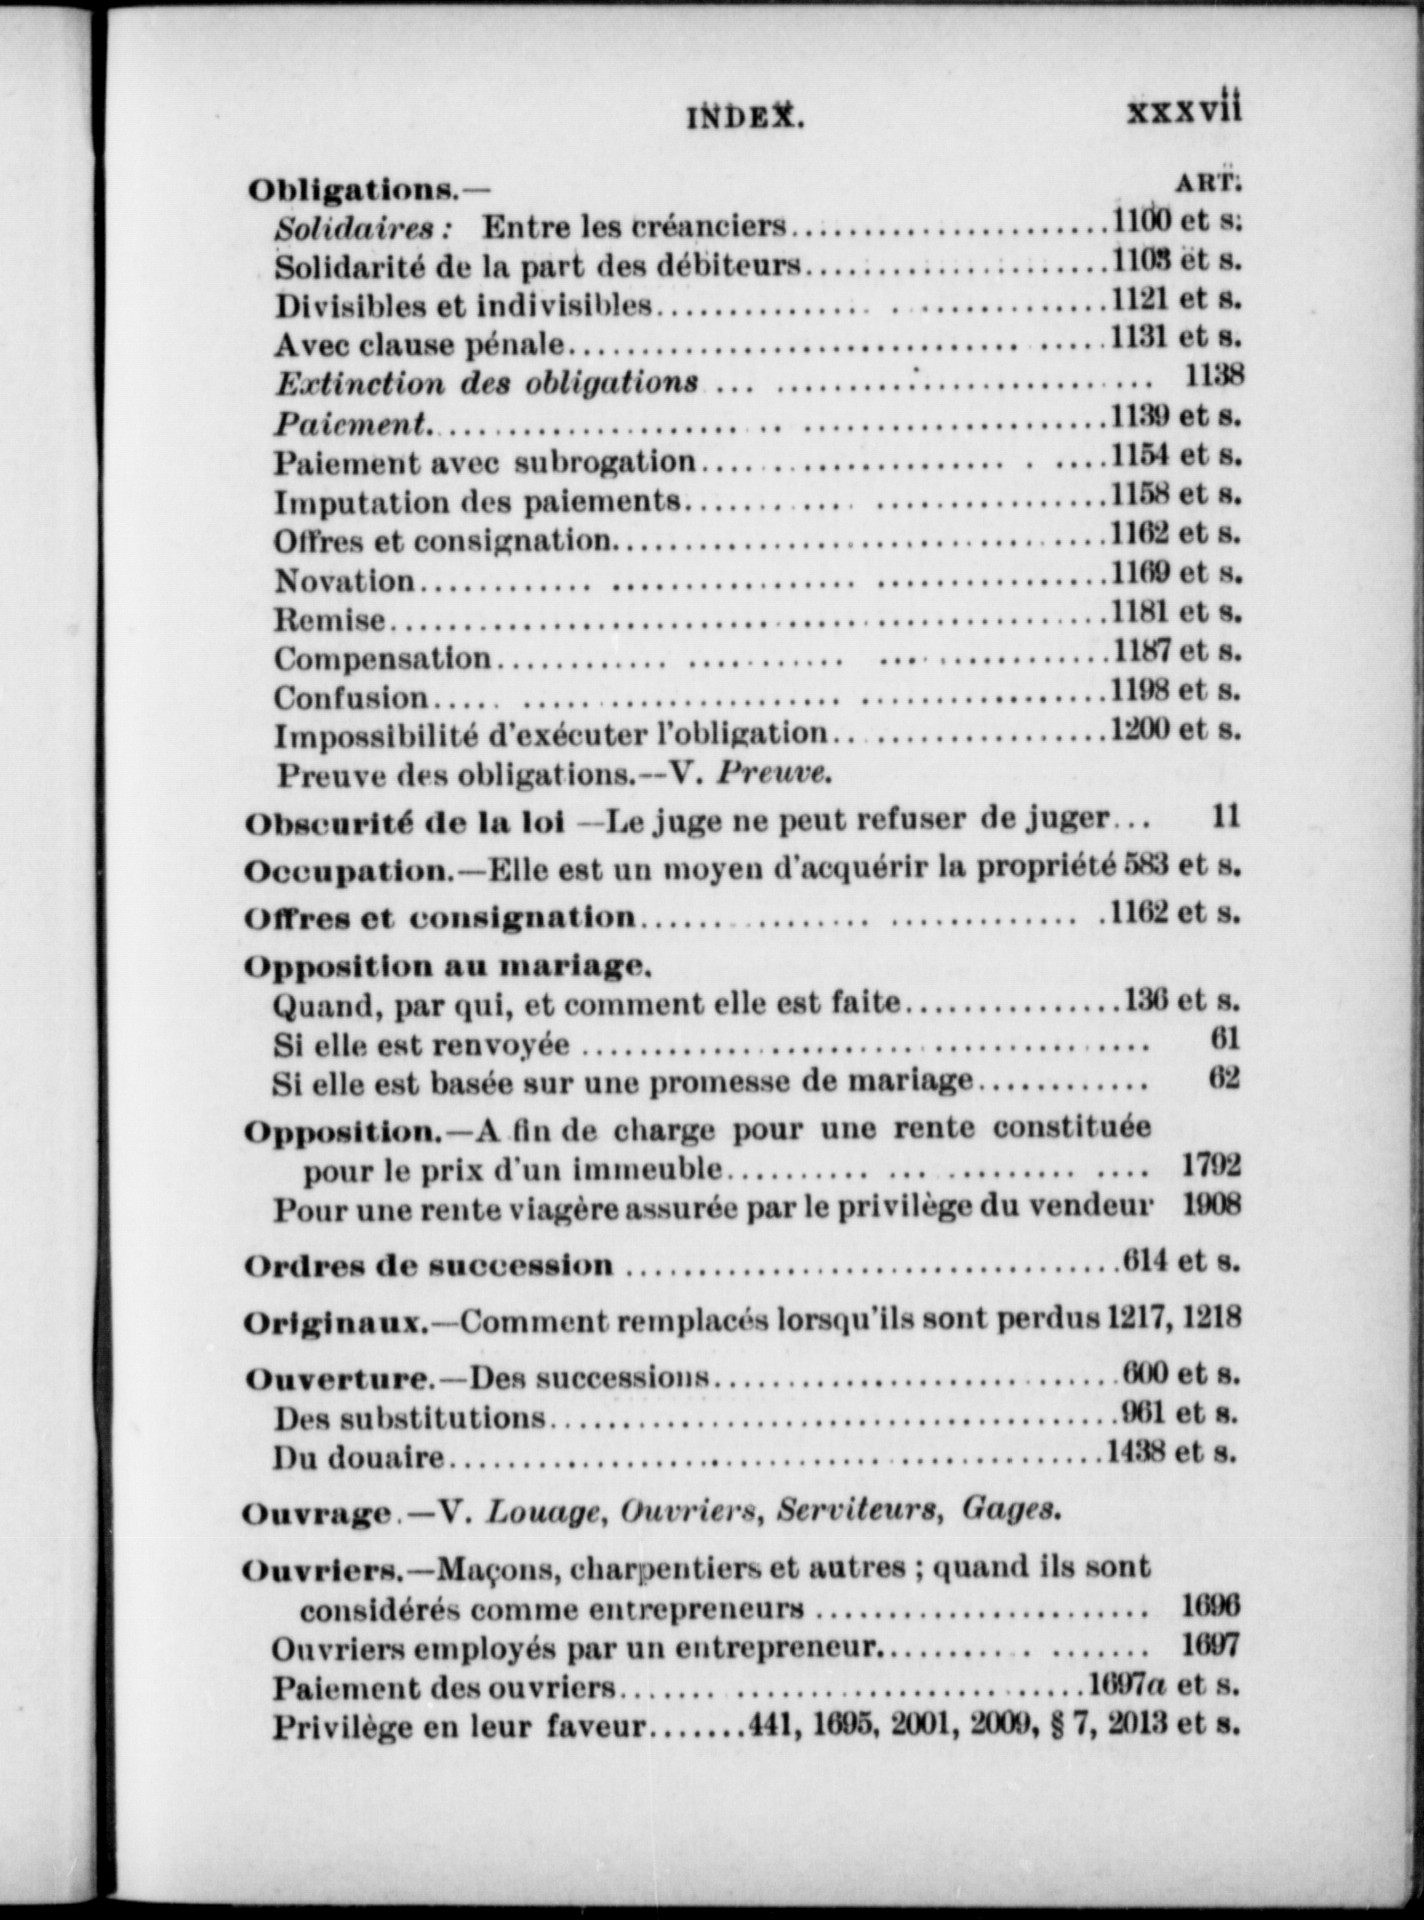 INDEX. xxxvii
Obligations.— ART.
Solidaires : Entre les créanciers......................1100 et s.
Solidarité de la part des débiteurs.....................1103 et s.
Divisibles et indivisibles...............................1121 et s.
Avec clause pénale.....................................1131 et s.
Extinction des obligations ............................. 1138
Paiement...............................................1139 et s.
Paiement avec subrogation............................1154 et s.
Imputation des paiements.............................1158 et s.
Offres et consignation..................................1162 et s.
Novation...............................................1169 et s.
Remise.................................................1181 et s.
Compensation.........................................1187 et s.
Confusion.............................................1198 et s.
Impossibilité d'exécuter l'obligation...................1200 et s.
Preuve des obligations.--V. Preuve.
Obscurité de la loi —Le juge ne peut refuser de juger... 11
Occupation.—Elle est un moyen d'acquérir la propriété 583 et s.
Offres et consignation................................1162 et s.
Opposition au mariage.
Quand, par qui, et comment elle est faite...............136 et s.
Si elle est renvoyée ....................................... 61
Si elle est basée sur une promesse de mariage............ 62
Opposition.—A fin de charge pour une rente constituée
pour le prix d'un immeuble........................... 1792
Pour une rente viagère assurée par le privilège du vendeur 1908
Ordres de succession ..................................614 et s.
Originaux.—Comment remplacés lorsqu'ils sont perdus 1217, 1218
Ouverture.—Des successions............................600 et s.
Des substitutions.......................................961 et s.
Du douaire.............................................1438 et s.
Ouvrage.—V. Louage, Ouvriers, Serviteurs, Gages.
Ouvriers.—Maçons, charpentiers et autres ; quand ils sont
considérés comme entrepreneurs ....................... 1696
Ouvriers employés par un entrepreneur.................. 1697
Paiement des ouvriers...............................1697a et s.
Privilège en leur faveur.......441, 1695, 2001, 2009, § 7, 2013 et s.